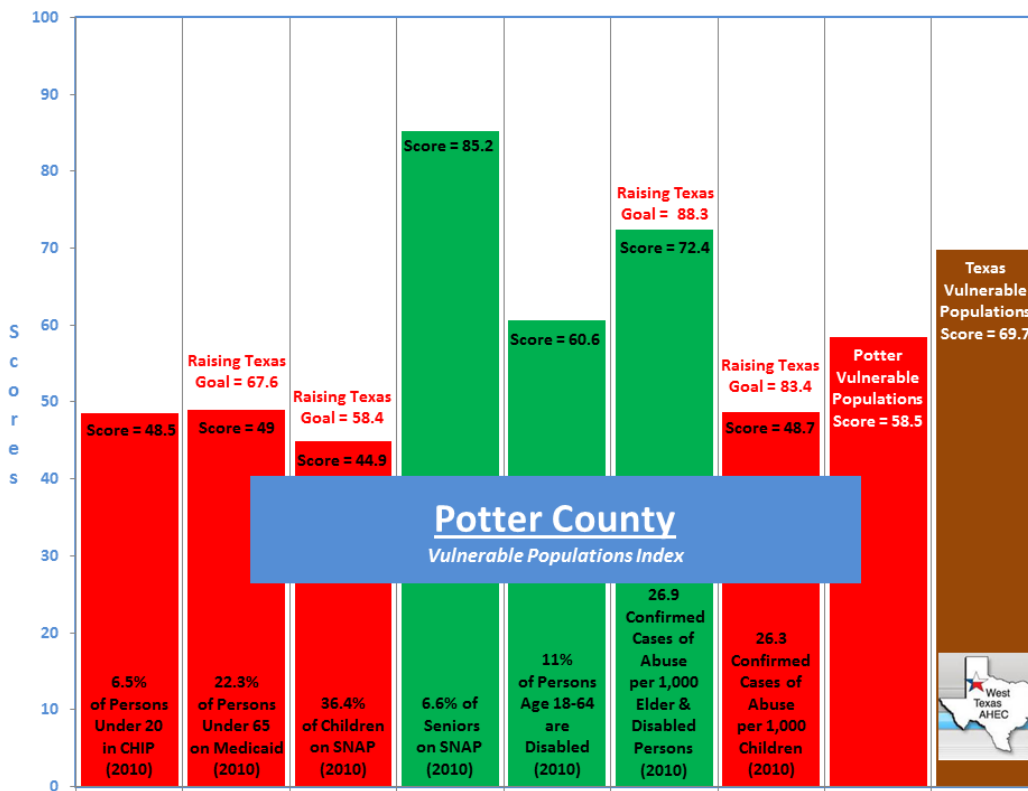 100
90
80
70
60
50
40
30
20
10
0
S
c
o
r
e
s
Score = 48.5
6.5%
of Persons
Under 20
in CHIP
(2010)
Raising Texas
Goal = 67.6
Score = 49
22.3%
of Persons
Under 65
on Medicaid
(2010)
Raising Texas
Goal = 58.4
Score = 44.9
36.4%
of Children
on SNAP
(2010)
Score = 85.2
6.6% of
Seniors
on SNAP
(2010)
Score = 60.6
11%
of Persons
Age 18-64
are
Disabled
(2010)
Raising Texas
Goal = 88.3
Score = 72.4
26.9
Confirmed
Cases of
Abuse
per 1,000
Elder &
Disabled
Persons
(2010)
Raising Texas
Goal = 83.4
Score = 48.7
26.3
Confirmed
Cases of
Abuse
per 1,000
Children
(2010)
Potter
Vulnerable
Populations
Score = 58.5
Texas
Vulnerable
Populations
Score = 69.7
Potter County
Vulnerable Populations Index
West
Texas
AHEC